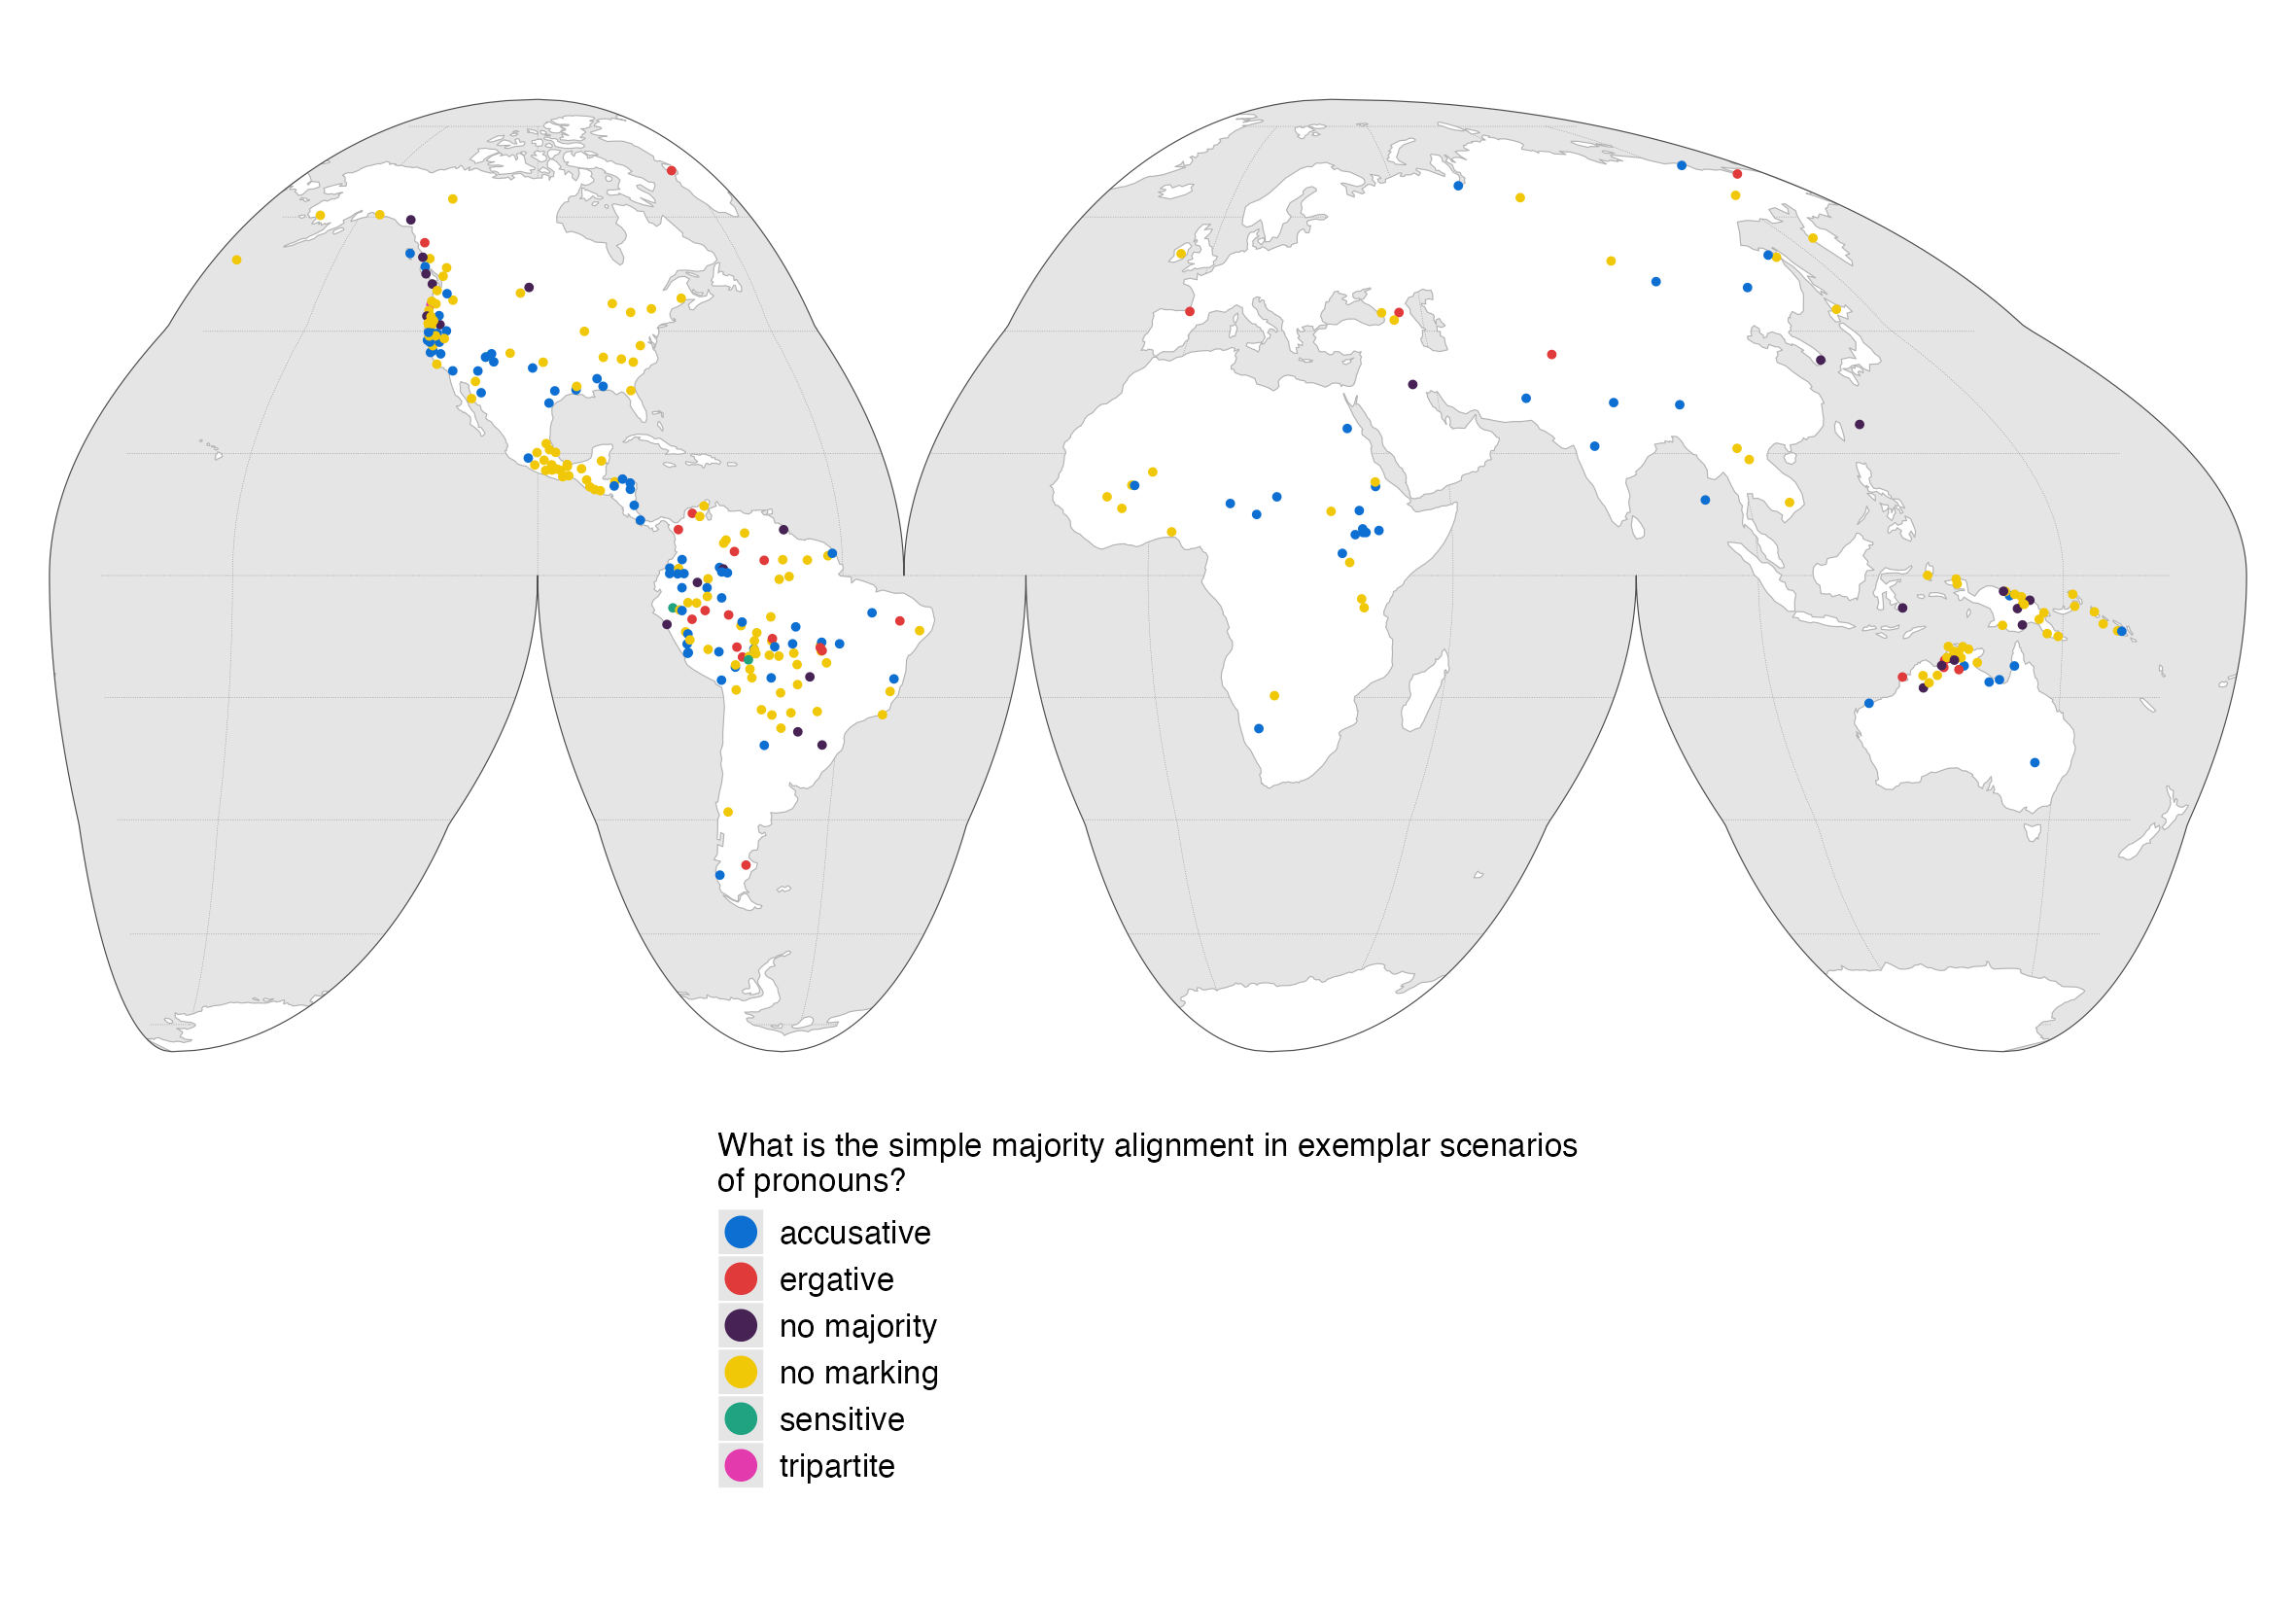 What is the simple majority alignment in exemplar scenarios
of pronouns?
accusative
ergative
no majority
no marking
sensitive
tripartite